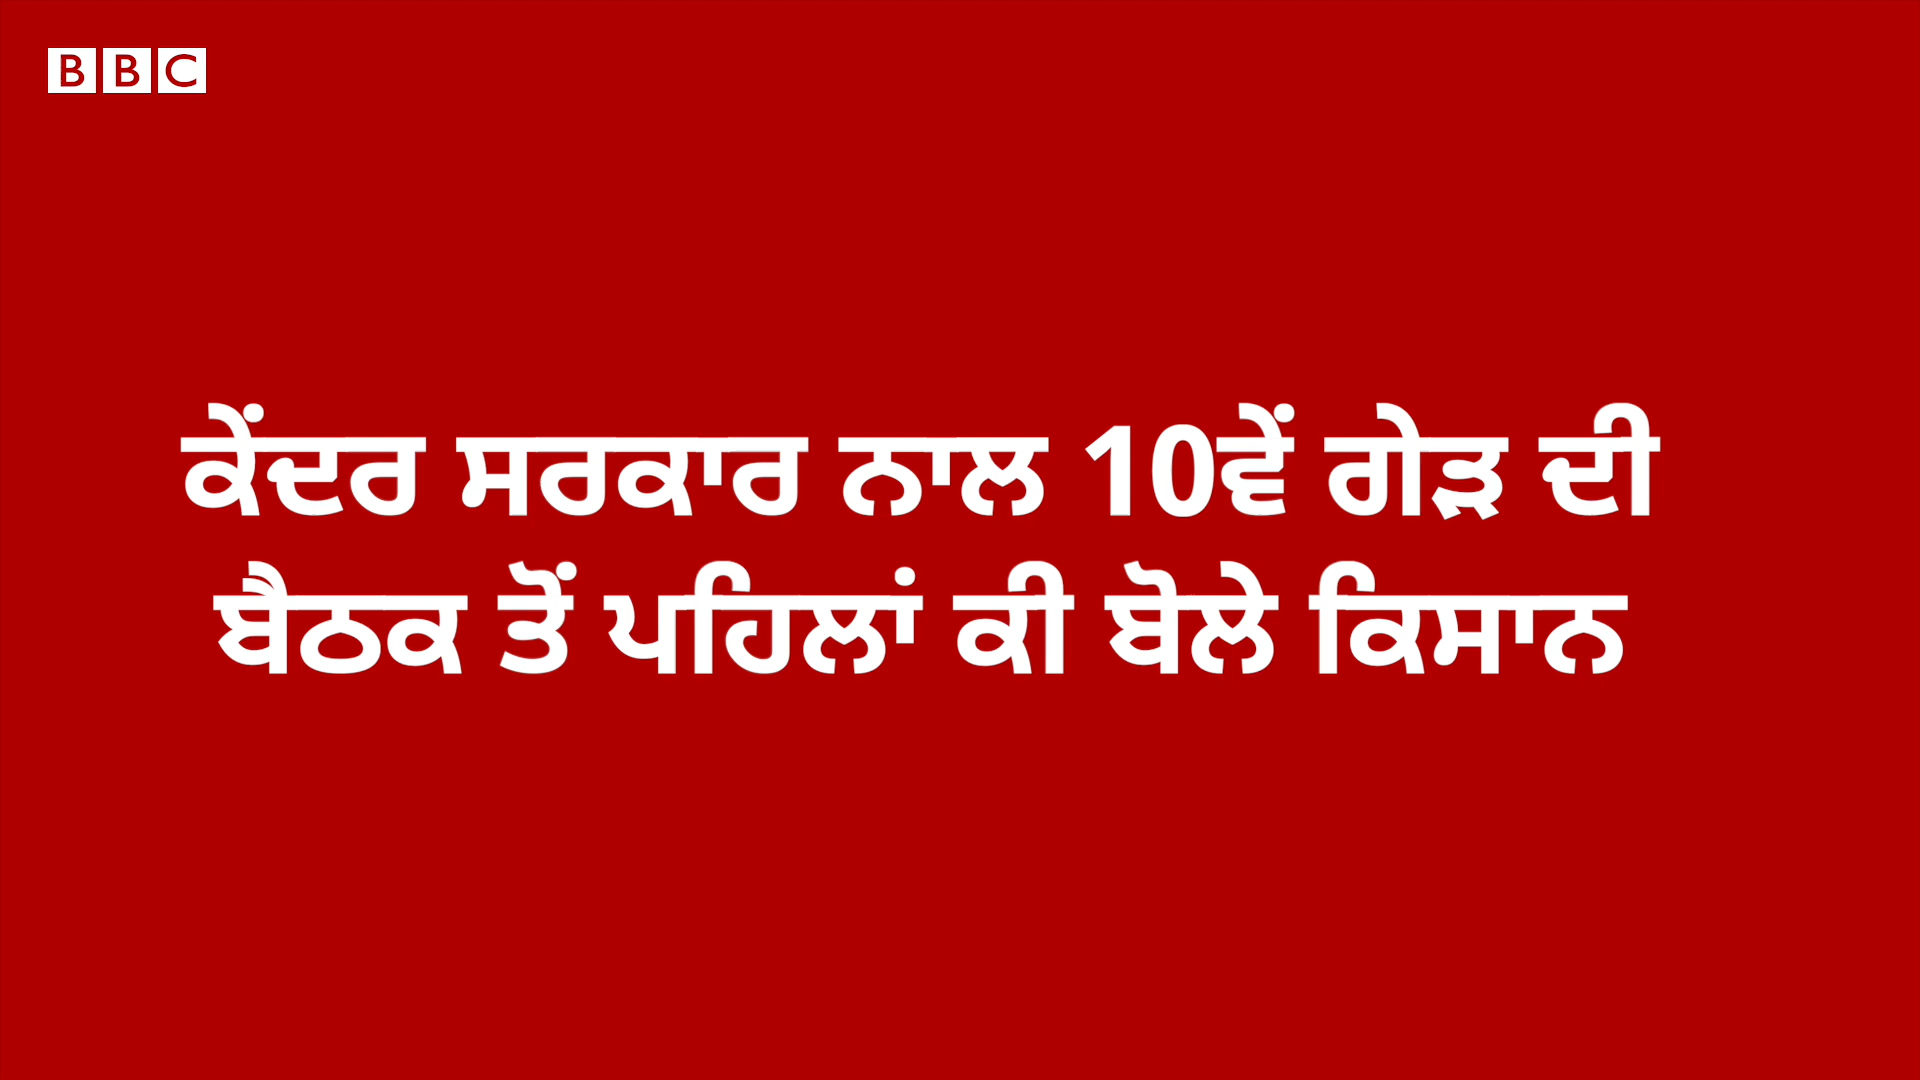 BBC
ਕੇਂਦਰ ਸਰਕਾਰ ਨਾਲ 10ਵੇਂ ਗੇੜ ਦੀ
ਬੈਠਕ ਤੋਂ ਪਹਿਲਾਂ ਕੀ ਬੋਲੇ ਕਿਸਾਨ